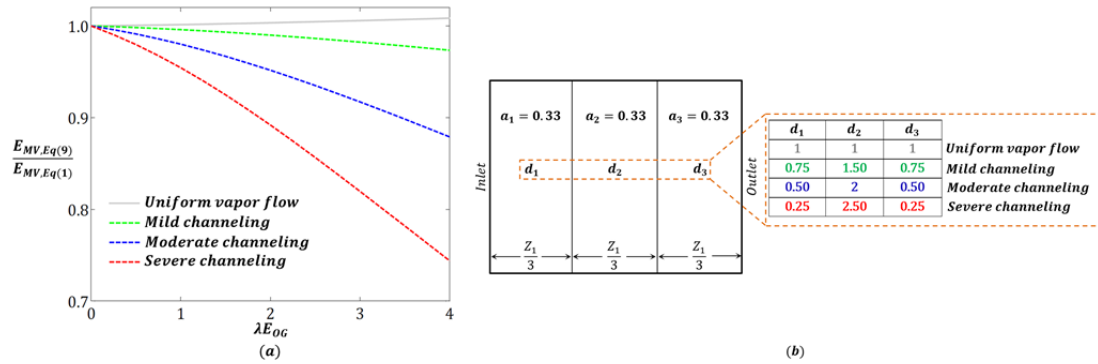 1.0
0.9
0.8
0.7
E_{MV,Eq(9)}
E_{MV,Eq(1)}
Uniform vapor flow
Mild channeling
Moderate channeling
Severe channeling
0 1 2 3 4
λE_{OG}
(a)
Inlet
a_1 = 0.33 a_2 = 0.33 a_3 = 0.33
d_1 d_2 d_3
Z_1/3 Z_1/3 Z_1/3
Outlet
d_1 d_2 d_3
1 1 1 Uniform vapor flow
0.75 1.50 0.75 Mild channeling
0.50 2 0.50 Moderate channeling
0.25 2.50 0.25 Severe channeling
(b)